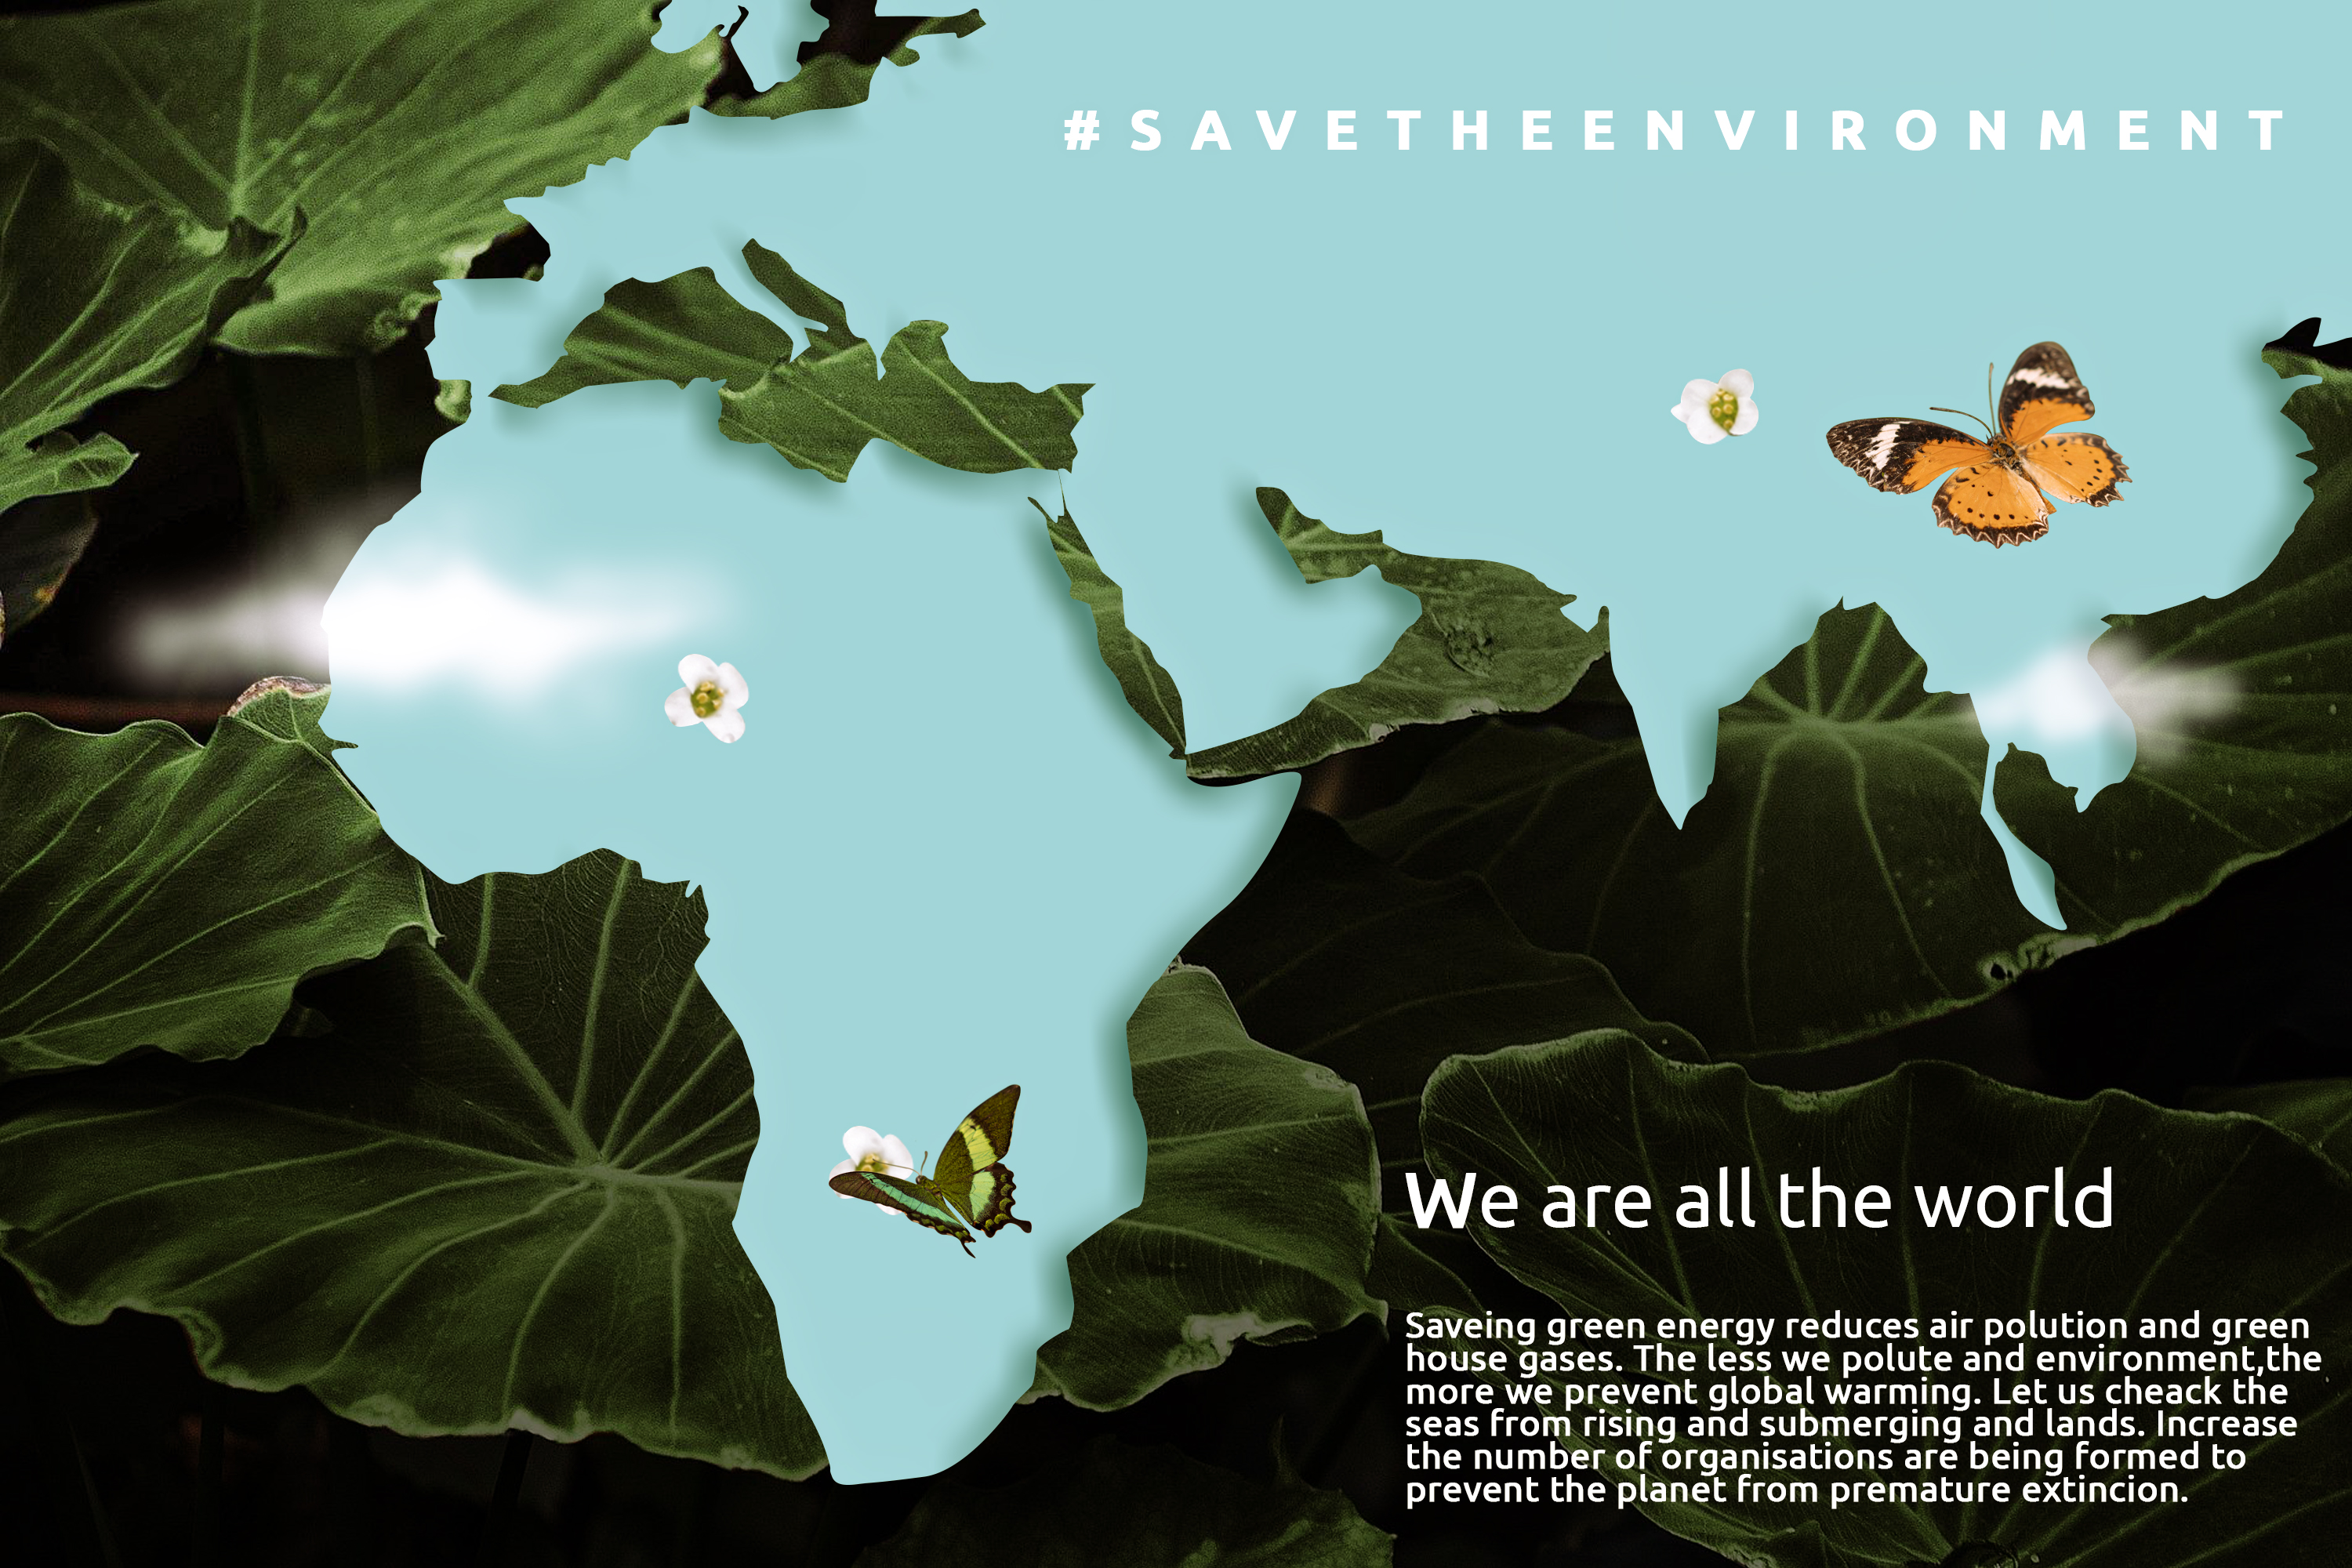 #SAVETHEENVIRONMENT
We are all the world
Saveing green energy reduces air polution and green
house gases. The less we polute and environment,the
more we prevent global warming. Let us cheack the
seas from rising and submerging and lands. Increase
the number of organisations are being formed to
prevent the planet from premature extincion.